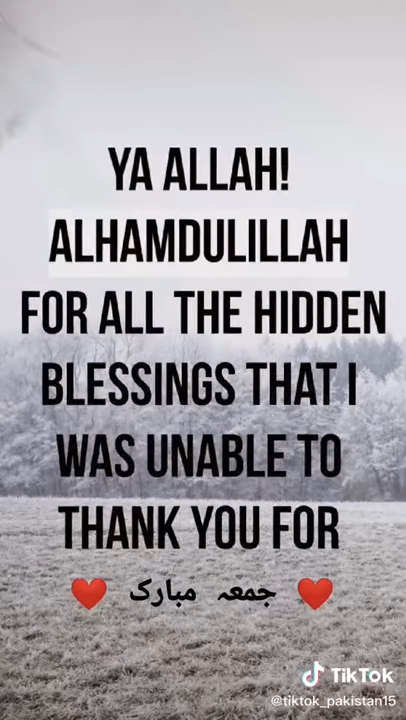 YA ALLAH!
ALHAMDULILLAH
FOR ALL THE HIDDEN
BLESSINGS THAT I
WAS UNABLE TO
THANK YOU FOR
❤️ جمعہ مبارک ❤️
TikTok
@tiktok_pakistan15